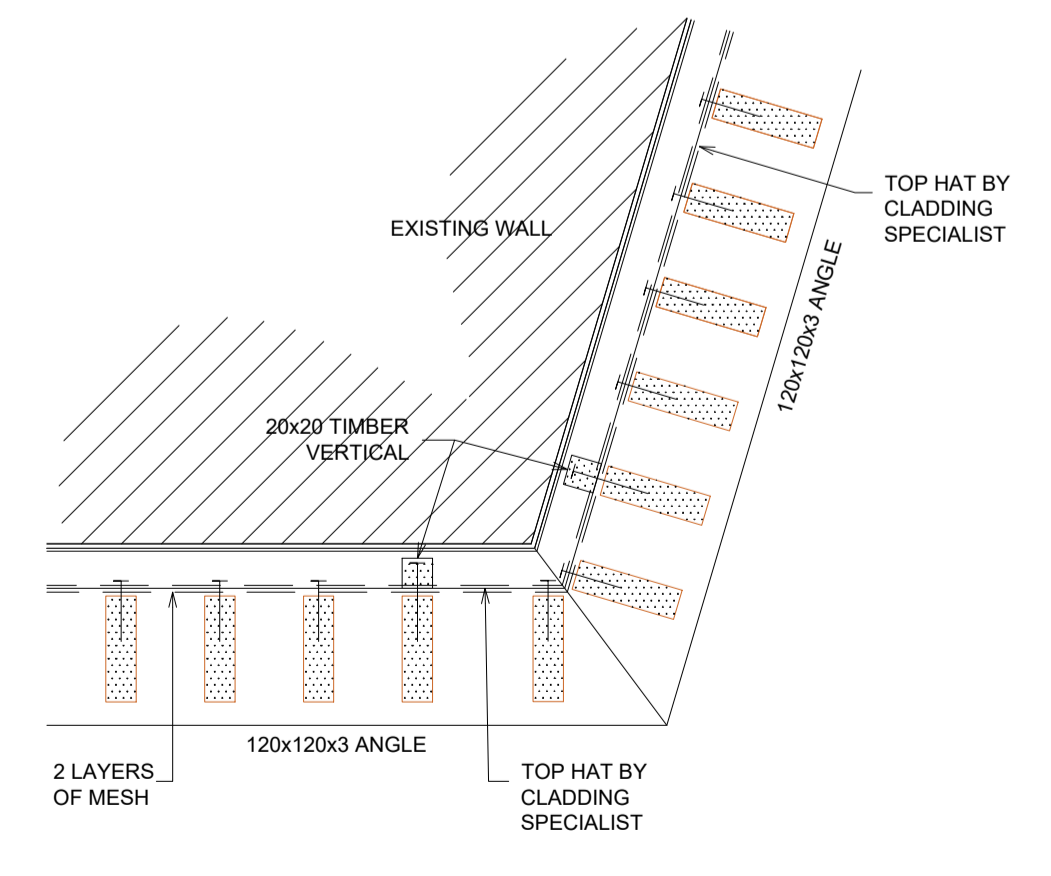 TOP HAT BY
CLADDING
SPECIALIST
EXISTING WALL
120x120x3 ANGLE
20x20 TIMBER
VERTICAL
120x120x3 ANGLE
2 LAYERS
OF MESH
TOP HAT BY
CLADDING
SPECIALIST